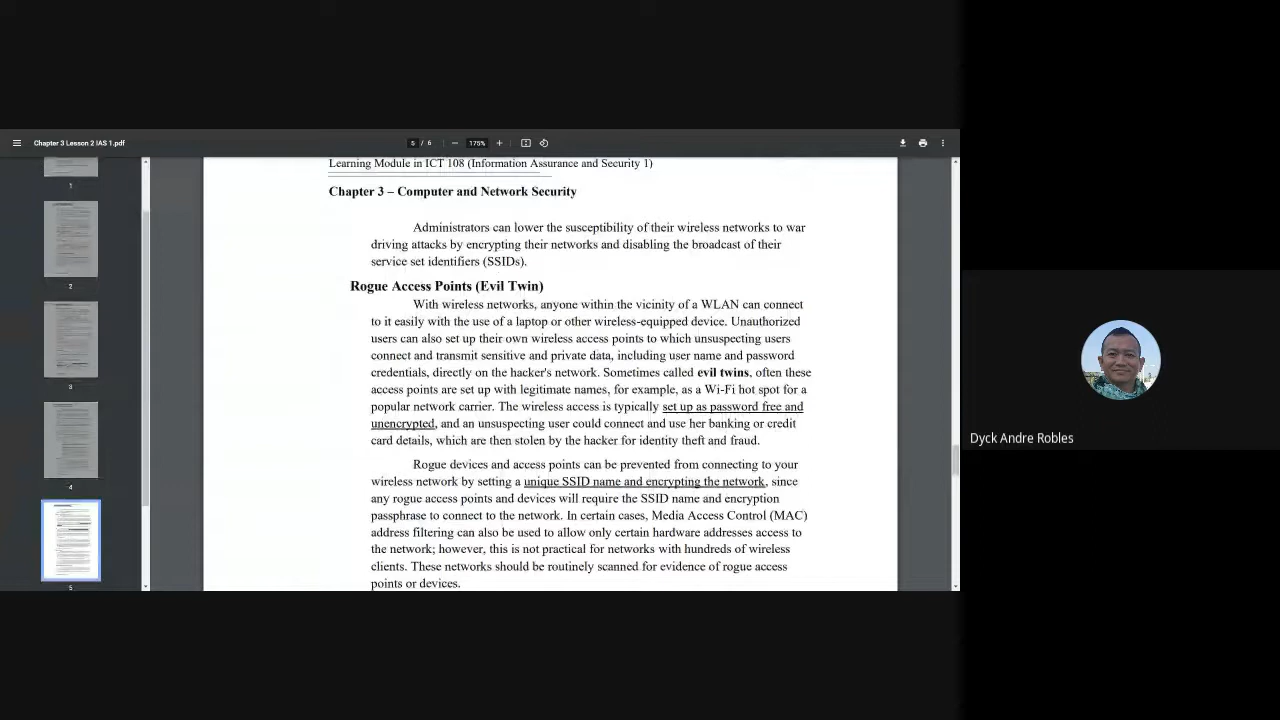 Chapter 3 Lesson 2 IAS 1.pdf
5 / 6
175%
1
2
3
4
5
Learning Module in ICT 108 (Information Assurance and Security 1)
Chapter 3 – Computer and Network Security
Administrators can lower the susceptibility of their wireless networks to war
driving attacks by encrypting their networks and disabling the broadcast of their
service set identifiers (SSIDs).
Rogue Access Points (Evil Twin)
With wireless networks, anyone within the vicinity of a WLAN can connect
to it easily with the use of a laptop or other wireless-equipped device. Unauthorized
users can also set up their own wireless access points to which unsuspecting users
connect and transmit sensitive and private data, including user name and password
credentials, directly on the hacker's network. Sometimes called evil twins, often these
access points are set up with legitimate names, for example, as a Wi-Fi hot spot for a
popular network carrier. The wireless access is typically set up as password free and
unencrypted, and an unsuspecting user could connect and use her banking or credit
card details, which are then stolen by the hacker for identity theft and fraud.
Rogue devices and access points can be prevented from connecting to your
wireless network by setting a unique SSID name and encrypting the network, since
any rogue access points and devices will require the SSID name and encryption
passphrase to connect to the network. In certain cases, Media Access Control (MAC)
address filtering can also be used to allow only certain hardware addresses access to
the network; however, this is not practical for networks with hundreds of wireless
clients. These networks should be routinely scanned for evidence of rogue access
points or devices.
Dyck Andre Robles